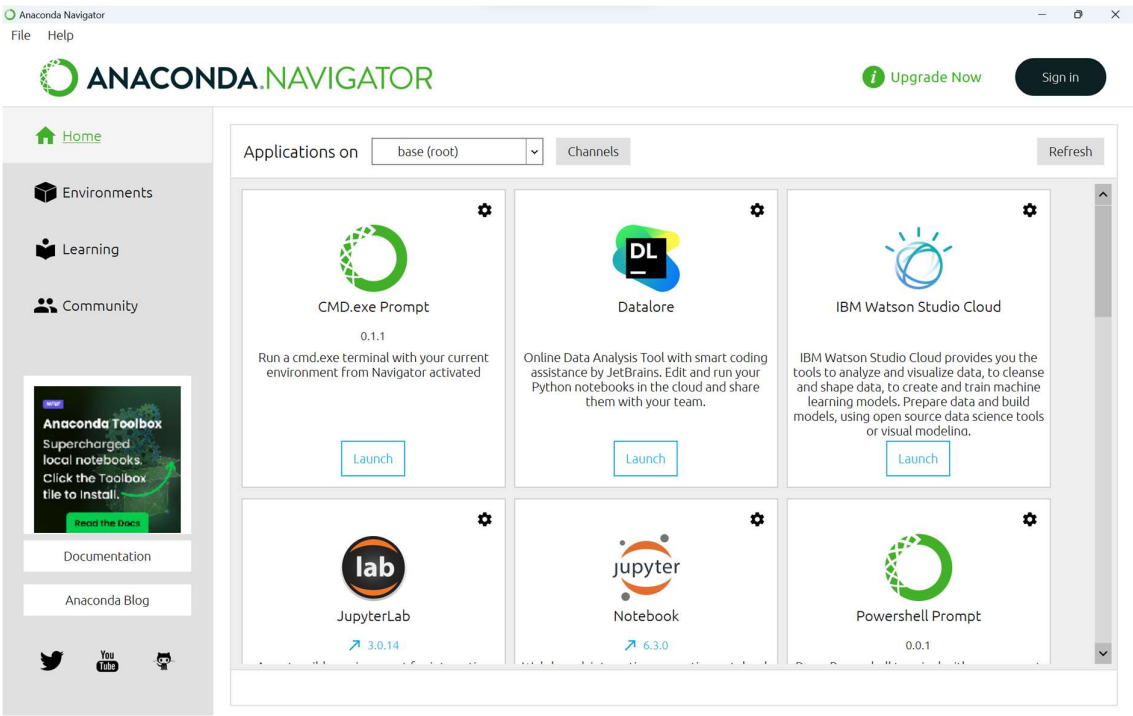 Anaconda Navigator
File Help
ANACONDA.NAVIGATOR
Upgrade Now
Sign in
Home
Environments
Learning
Community
NEW
Anaconda Toolbox
Supercharged
local notebooks.
Click the Toolbox
tile to Install.
Read the Docs
Documentation
Anaconda Blog
You
Tube
Applications on
base (root)
Channels
Refresh
CMD.exe Prompt
0.1.1
Run a cmd.exe terminal with your current
environment from Navigator activated
Launch
DL
Datalore
Online Data Analysis Tool with smart coding
assistance by JetBrains. Edit and run your
Python notebooks in the cloud and share
them with your team.
Launch
IBM Watson Studio Cloud
IBM Watson Studio Cloud provides you the
tools to analyze and visualize data, to cleanse
and shape data, to create and train machine
learning models. Prepare data and build
models, using open source data science tools
or visual modeling.
Launch
lab
JupyterLab
3.0.14
jupyter
Notebook
6.3.0
Powershell Prompt
0.0.1